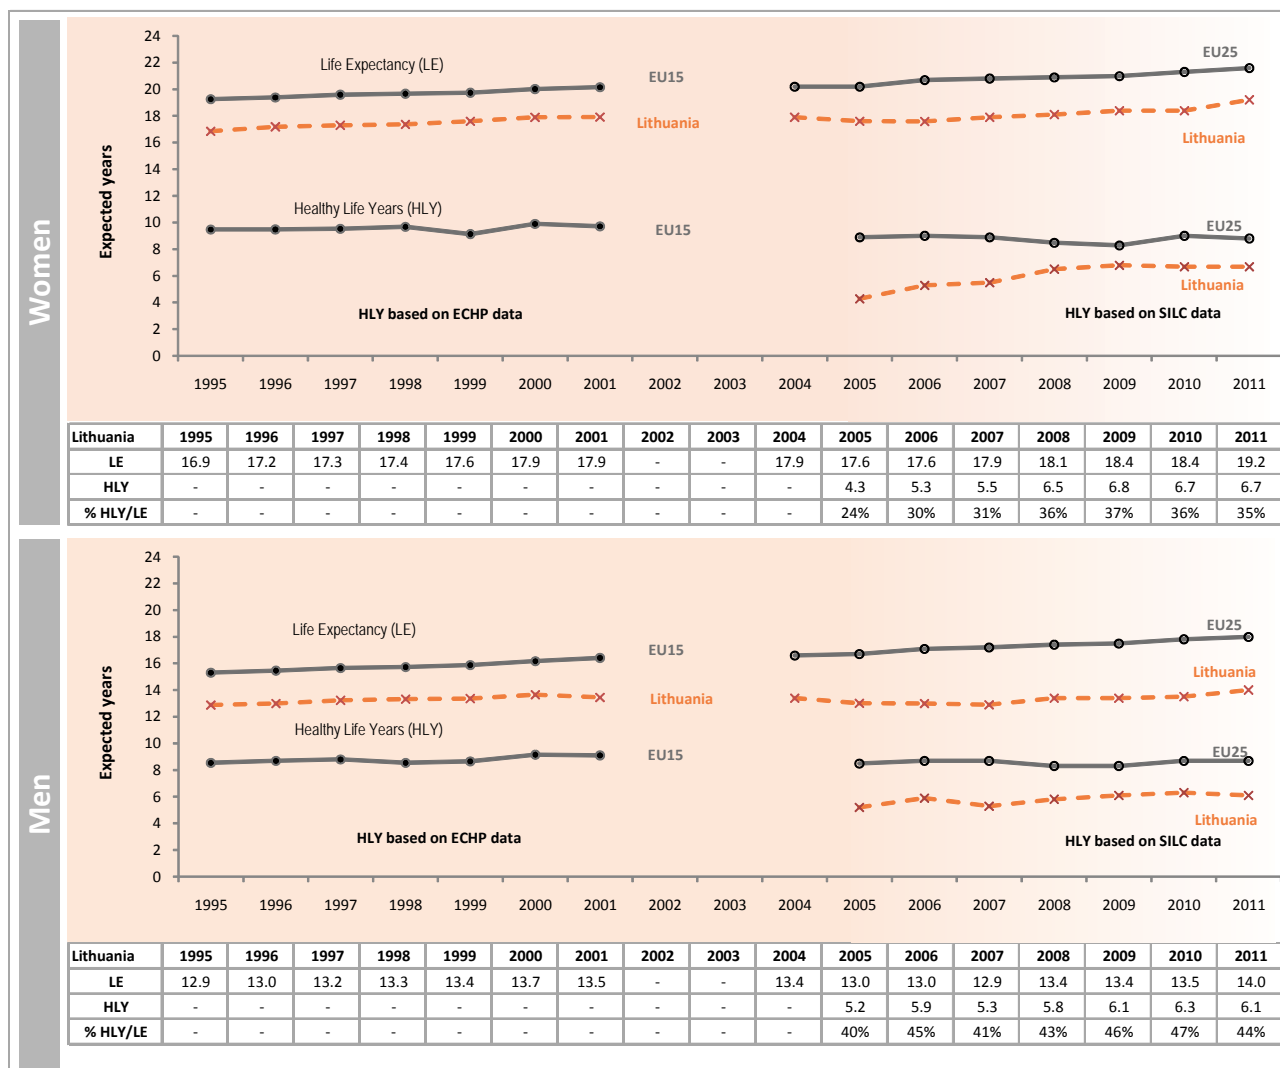 Women
24
22
20
18
16
14
12
10
8
6
4
2
0
Expected years
Life Expectancy (LE)
EU15
EU25
Lithuania
Lithuania
Healthy Life Years (HLY)
EU15
EU25
Lithuania
HLY based on ECHP data
HLY based on SILC data
1995 1996 1997 1998 1999 2000 2001 2002 2003 2004 2005 2006 2007 2008 2009 2010 2011
Lithuania 1995 1996 1997 1998 1999 2000 2001 2002 2003 2004 2005 2006 2007 2008 2009 2010 2011
LE 16.9 17.2 17.3 17.4 17.6 17.9 17.9 - - 17.9 17.6 17.6 17.9 18.1 18.4 18.4 19.2
HLY - - - - - - - - - - 4.3 5.3 5.5 6.5 6.8 6.7 6.7
% HLY/LE - - - - - - - - - - 24% 30% 31% 36% 37% 36% 35%
Men
24
22
20
18
16
14
12
10
8
6
4
2
0
Expected years
Life Expectancy (LE)
EU15
EU25
Lithuania
Lithuania
Healthy Life Years (HLY)
EU15
EU25
Lithuania
HLY based on ECHP data
HLY based on SILC data
1995 1996 1997 1998 1999 2000 2001 2002 2003 2004 2005 2006 2007 2008 2009 2010 2011
Lithuania 1995 1996 1997 1998 1999 2000 2001 2002 2003 2004 2005 2006 2007 2008 2009 2010 2011
LE 12.9 13.0 13.2 13.3 13.4 13.7 13.5 - - 13.4 13.0 13.0 12.9 13.4 13.4 13.5 14.0
HLY - - - - - - - - - - 5.2 5.9 5.3 5.8 6.1 6.3 6.1
% HLY/LE - - - - - - - - - - 40% 45% 41% 43% 46% 47% 44%